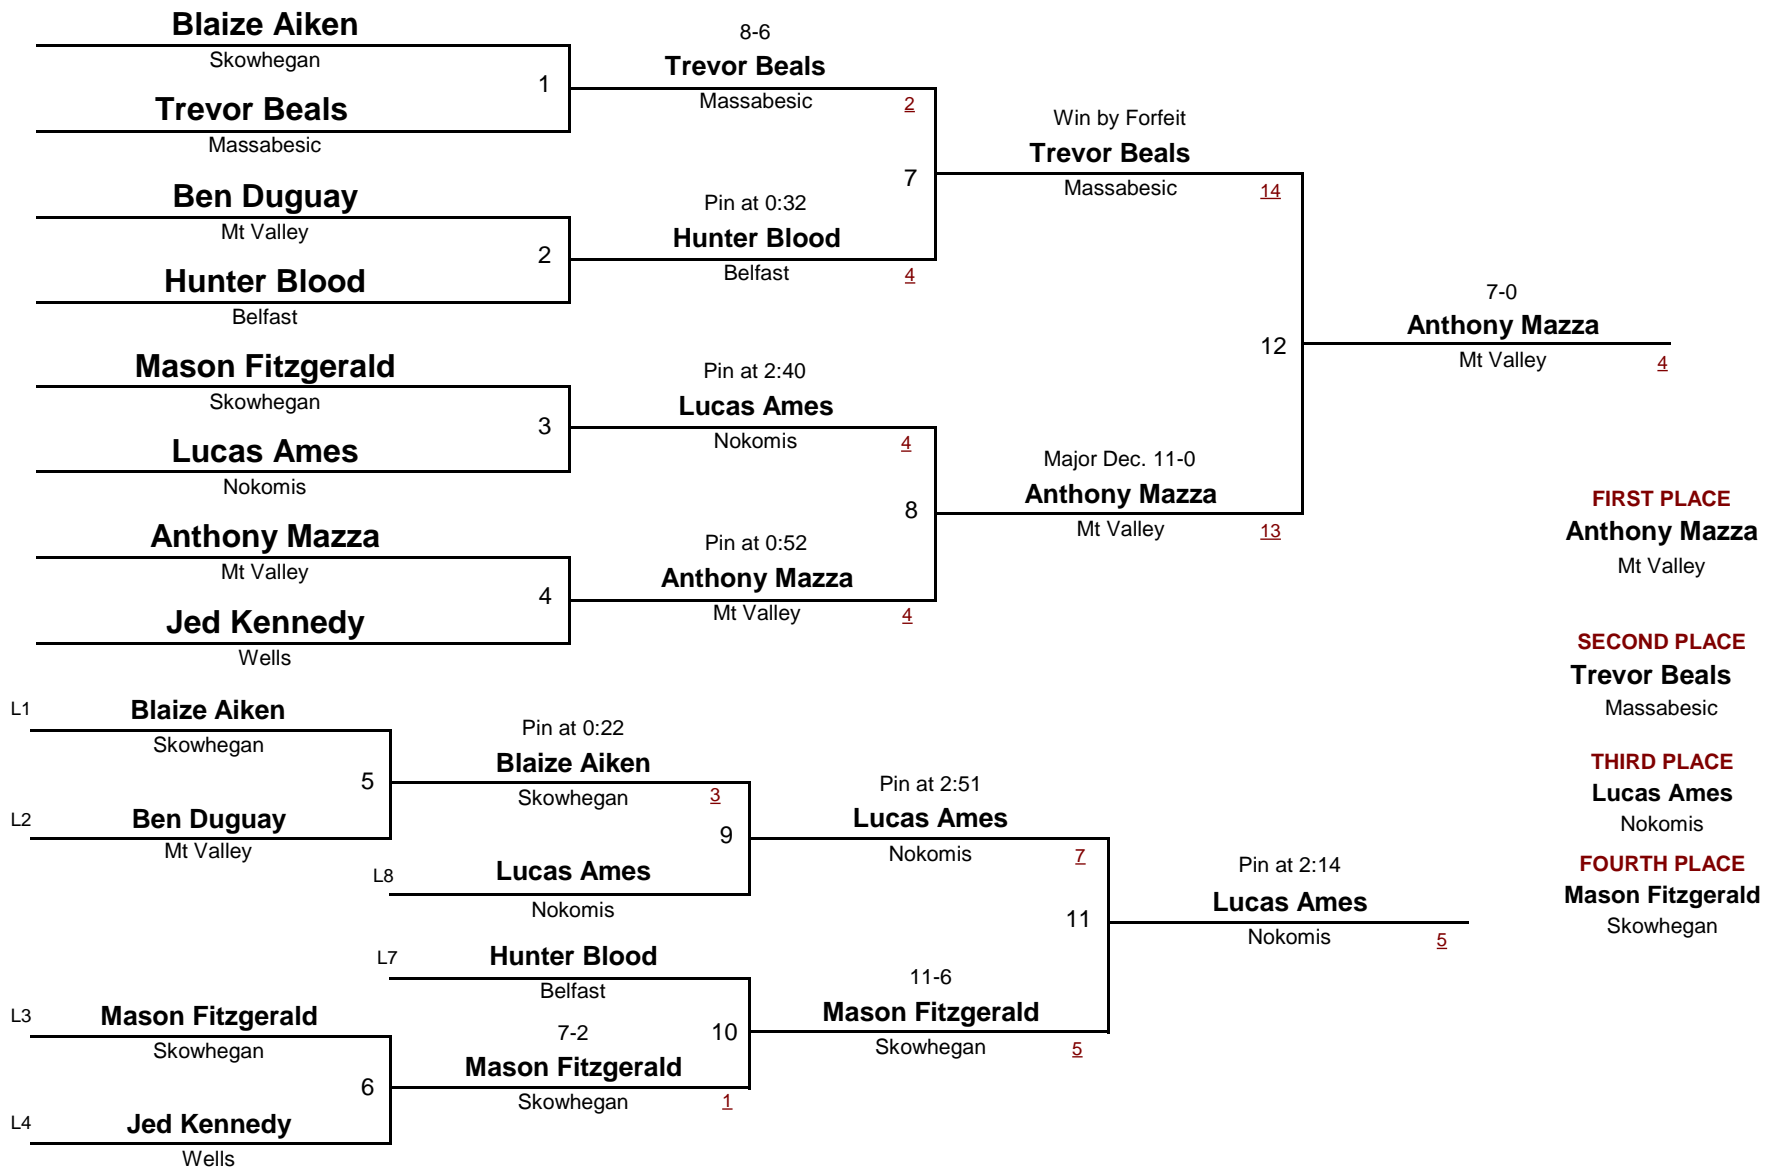 Blaize Aiken
Skowhegan
1
Trevor Beals
Massabesic
8-6
Trevor Beals
Massabesic
2
Ben Duguay
Mt Valley
2
Hunter Blood
Belfast
Pin at 0:32
Hunter Blood
Belfast
4
7
Win by Forfeit
Trevor Beals
Massabesic
14
Mason Fitzgerald
Skowhegan
3
Lucas Ames
Nokomis
Pin at 2:40
Lucas Ames
Nokomis
4
Anthony Mazza
Mt Valley
4
Jed Kennedy
Wells
Pin at 0:52
Anthony Mazza
Mt Valley
4
8
Major Dec. 11-0
Anthony Mazza
Mt Valley
13
12
7-0
Anthony Mazza
Mt Valley
4
FIRST PLACE
Anthony Mazza
Mt Valley
SECOND PLACE
Trevor Beals
Massabesic
THIRD PLACE
Lucas Ames
Nokomis
FOURTH PLACE
Mason Fitzgerald
Skowhegan
L1
Blaize Aiken
Skowhegan
5
L2
Ben Duguay
Mt Valley
Pin at 0:22
Blaize Aiken
Skowhegan
3
9
L8
Lucas Ames
Nokomis
Pin at 2:51
Lucas Ames
Nokomis
7
L7
Hunter Blood
Belfast
10
L3
Mason Fitzgerald
Skowhegan
6
L4
Jed Kennedy
Wells
7-2
Mason Fitzgerald
Skowhegan
1
11-6
Mason Fitzgerald
Skowhegan
5
11
Pin at 2:14
Lucas Ames
Nokomis
5